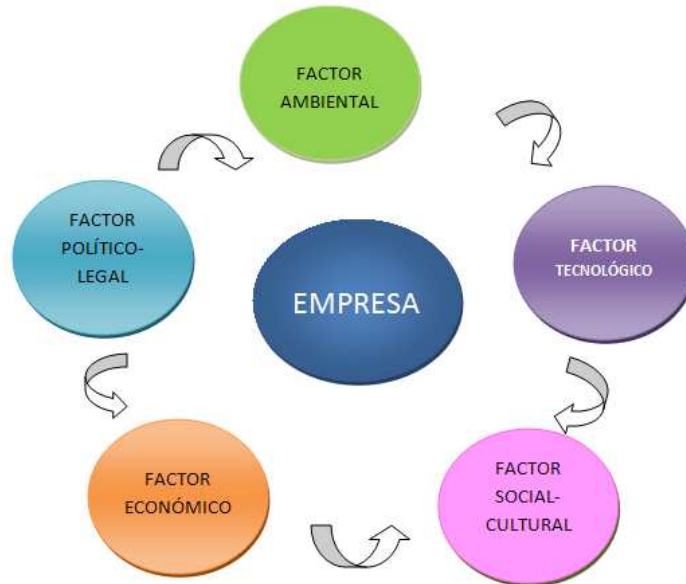 FACTOR
AMBIENTAL
FACTOR
POLÍTICO-
LEGAL
FACTOR
TECNOLÓGICO
EMPRESA
FACTOR
ECONÓMICO
FACTOR
SOCIAL-
CULTURAL